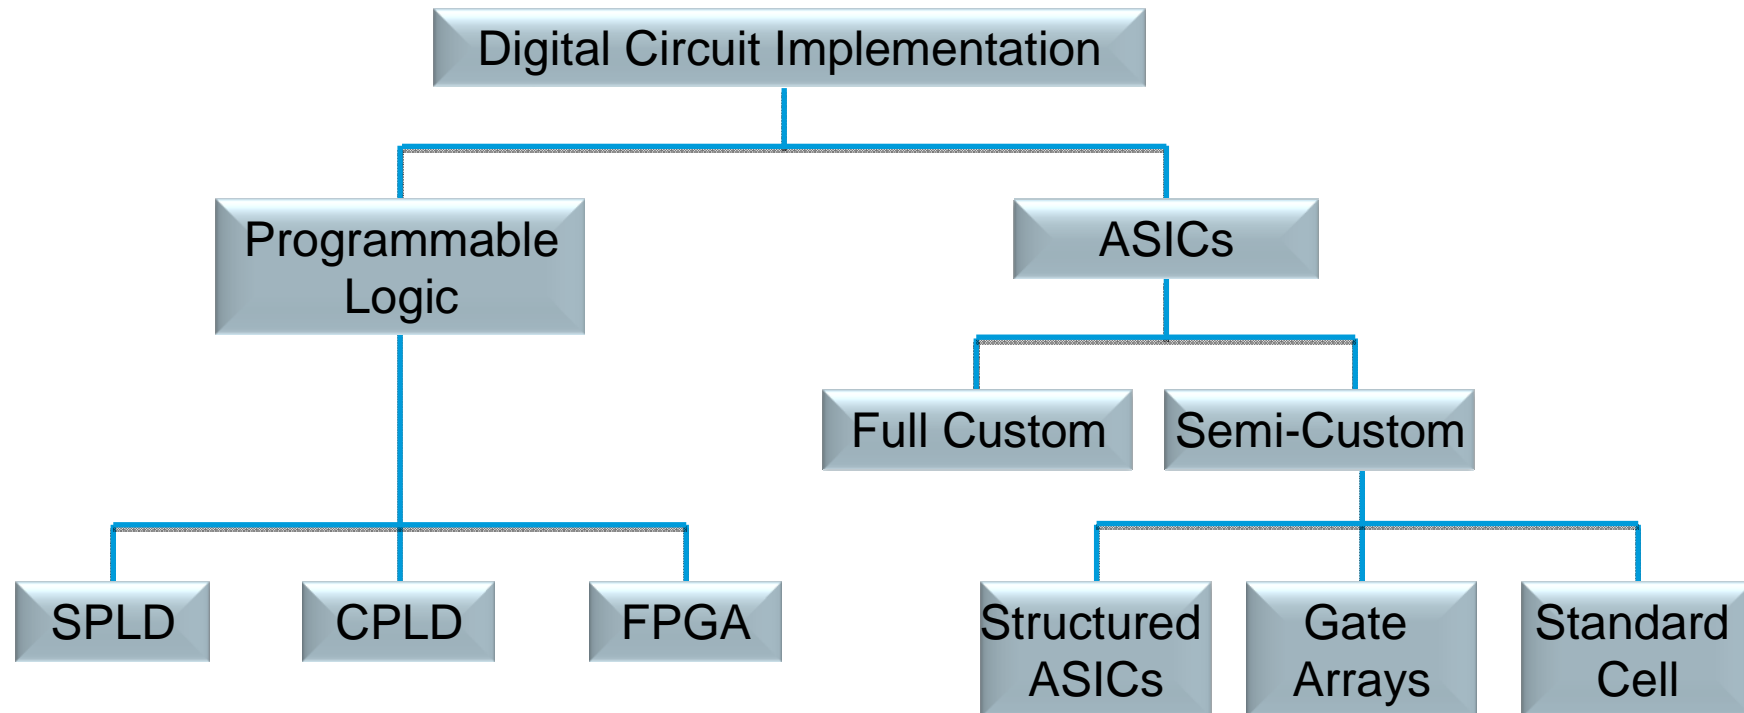 Digital Circuit Implementation
Programmable
Logic
ASICs
Full Custom
Semi-Custom
SPLD
CPLD
FPGA
Structured
ASICs
Gate
Arrays
Standard
Cell